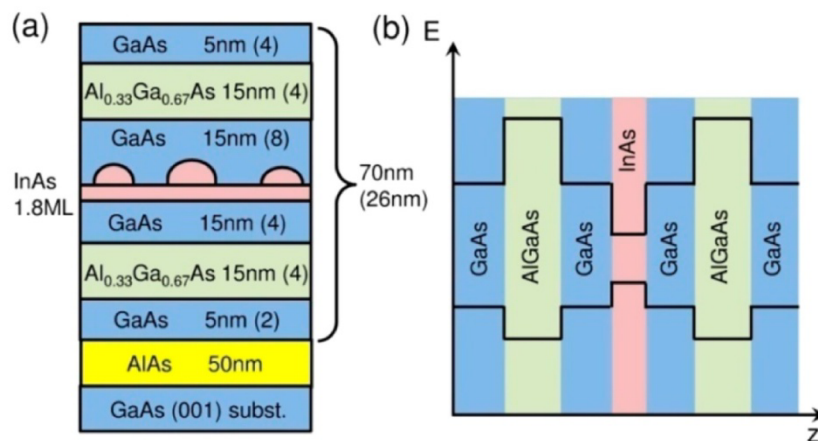 (a)
GaAs 5nm (4)
Al0.33Ga0.67As 15nm (4)
GaAs 15nm (8)
InAs
1.8ML
GaAs 15nm (4)
Al0.33Ga0.67As 15nm (4)
GaAs 5nm (2)
AlAs 50nm
GaAs (001) subst.
70nm
(26nm)
(b) E
GaAs
AlGaAs
GaAs
InAs
GaAs
AlGaAs
GaAs
z